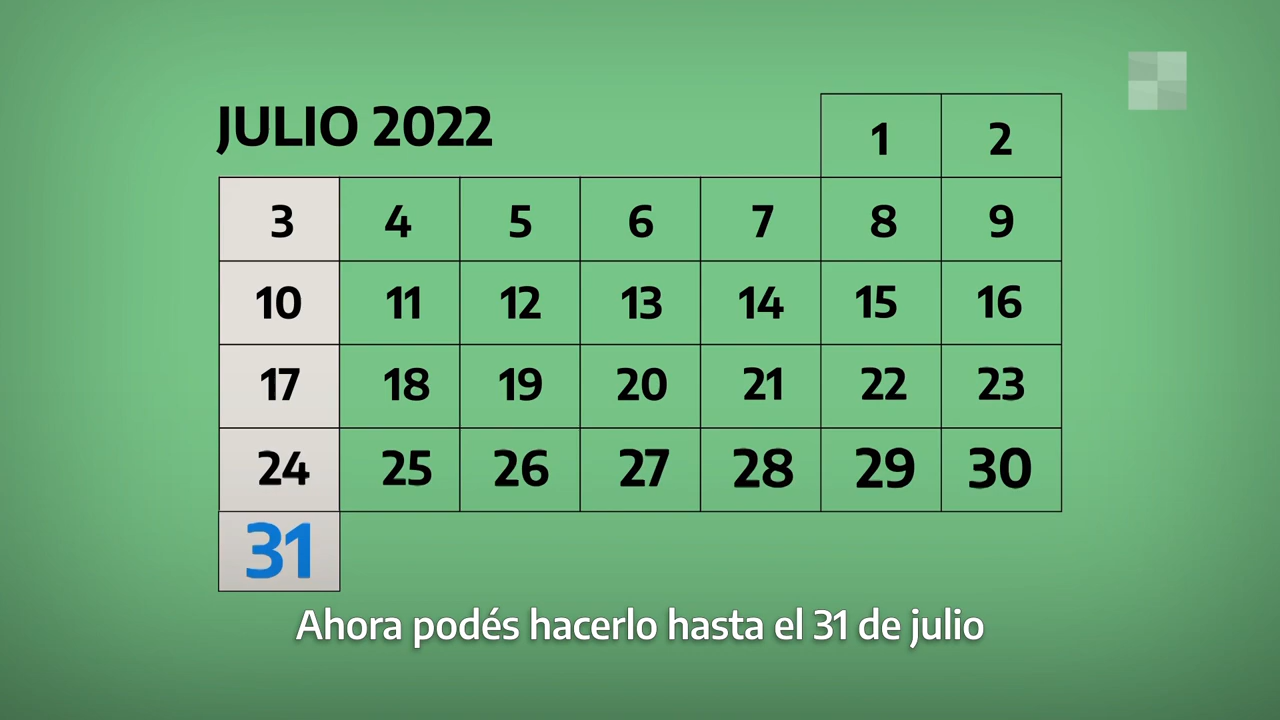 JULIO 2022
1 2
3 4 5 6 7 8 9
10 11 12 13 14 15 16
17 18 19 20 21 22 23
24 25 26 27 28 29 30
31
Ahora podés hacerlo hasta el 31 de julio